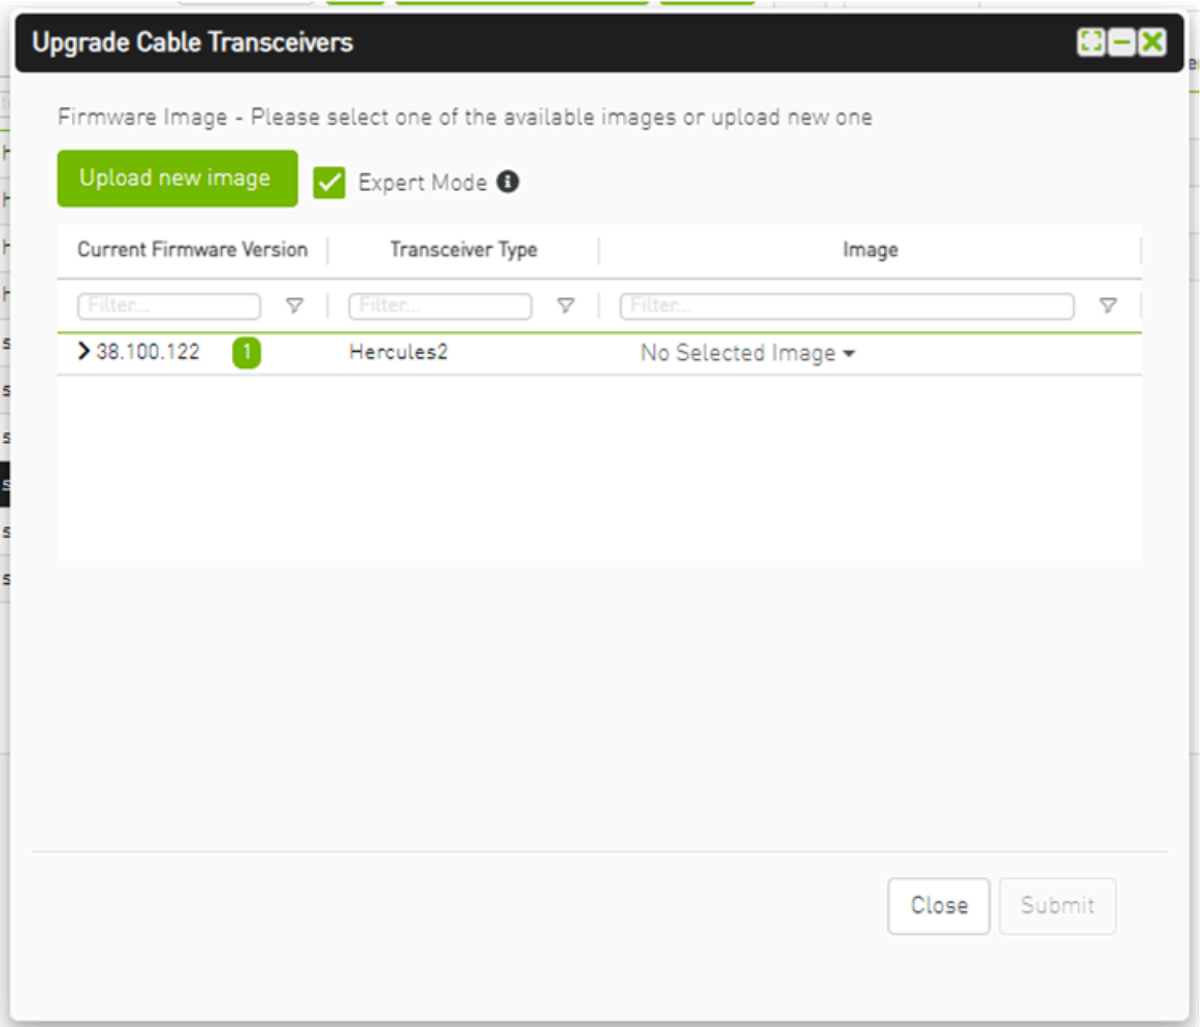 Upgrade Cable Transceivers
Firmware Image - Please select one of the available images or upload new one
Upload new image
Expert Mode
Current Firmware Version Transceiver Type Image
Filter... Filter... Filter...
38.100.122 1 Hercules2 No Selected Image
Close Submit